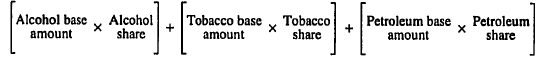 [Alcohol base amount × Alcohol share] + [Tobacco base amount × Tobacco share] + [Petroleum base amount × Petroleum share]